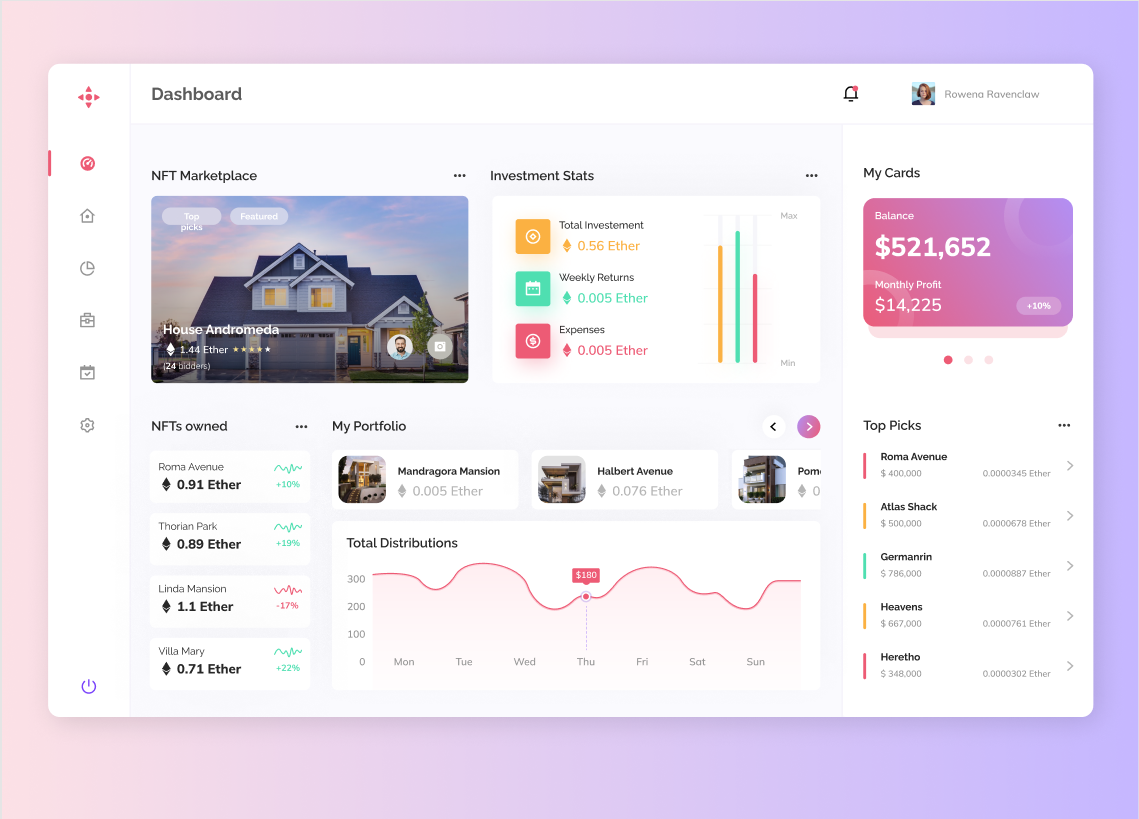 Dashboard
Rowena Ravenclaw
NFT Marketplace
Top
picks
Featured
House Andromeda
1.44 Ether
(24 bidders)
Investment Stats
Total Investement
0.56 Ether
Weekly Returns
0.005 Ether
Expenses
0.005 Ether
Max
Min
My Cards
Balance
$521,652
Monthly Profit
$14,225
+10%
NFTs owned
Roma Avenue
0.91 Ether
+10%
Thorian Park
0.89 Ether
+19%
Linda Mansion
1.1 Ether
-17%
Villa Mary
0.71 Ether
+22%
My Portfolio
Mandragora Mansion
0.005 Ether
Halbert Avenue
0.076 Ether
Pom
0
Total Distributions
$180
300
200
100
0
Mon Tue Wed Thu Fri Sat Sun
Top Picks
Roma Avenue
$ 400,000 0.0000345 Ether
Atlas Shack
$ 500,000 0.0000678 Ether
Germanrin
$ 786,000 0.0000887 Ether
Heavens
$ 667,000 0.0000761 Ether
Heretho
$ 348,000 0.0000302 Ether